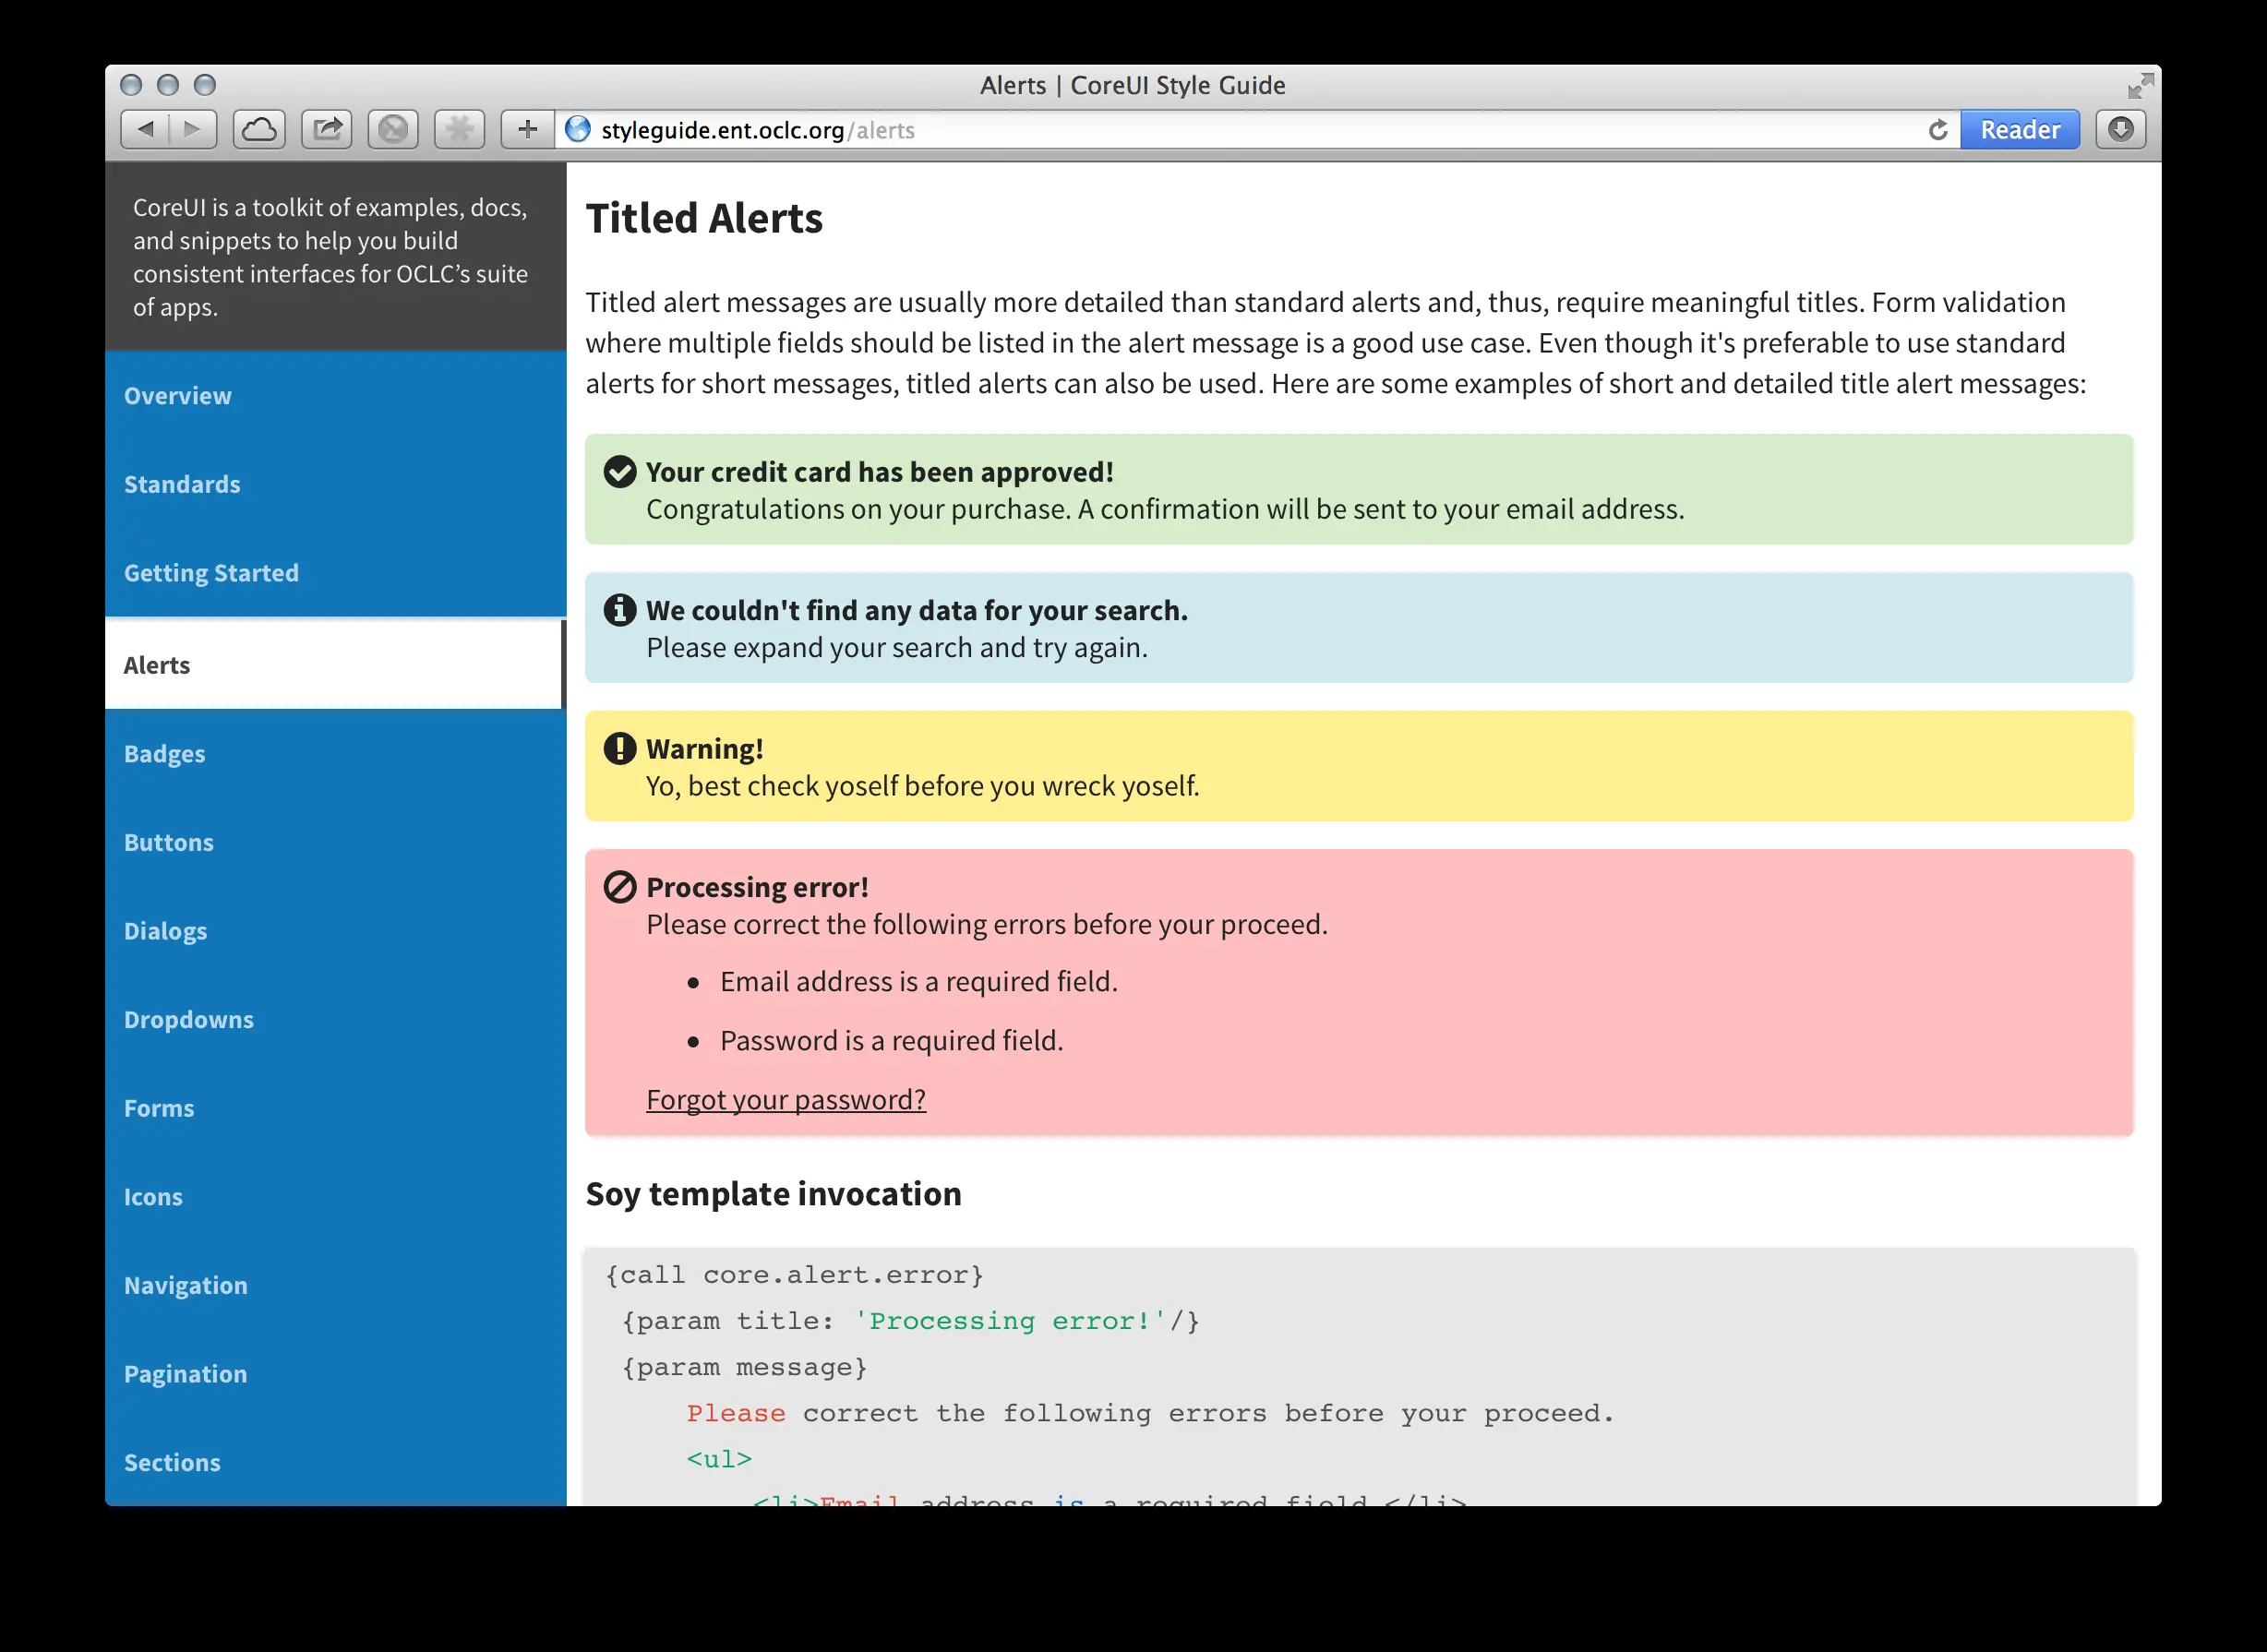 Alerts | CoreUI Style Guide
styleguide.ent.oclc.org/alerts
Reader
CoreUI is a toolkit of examples, docs,
and snippets to help you build
consistent interfaces for OCLC’s suite
of apps.
Overview
Standards
Getting Started
Alerts
Badges
Buttons
Dialogs
Dropdowns
Forms
Icons
Navigation
Pagination
Sections
Titled Alerts
Titled alert messages are usually more detailed than standard alerts and, thus, require meaningful titles. Form validation
where multiple fields should be listed in the alert message is a good use case. Even though it's preferable to use standard
alerts for short messages, titled alerts can also be used. Here are some examples of short and detailed title alert messages:
Your credit card has been approved!
Congratulations on your purchase. A confirmation will be sent to your email address.
We couldn't find any data for your search.
Please expand your search and try again.
Warning!
Yo, best check yoself before you wreck yoself.
Processing error!
Please correct the following errors before your proceed.
• Email address is a required field.
• Password is a required field.
Forgot your password?
Soy template invocation
{call core.alert.error}
{param title: 'Processing error!'/}
{param message}
Please correct the following errors before your proceed.
<ul>
<li>Email address is a required field.</li>